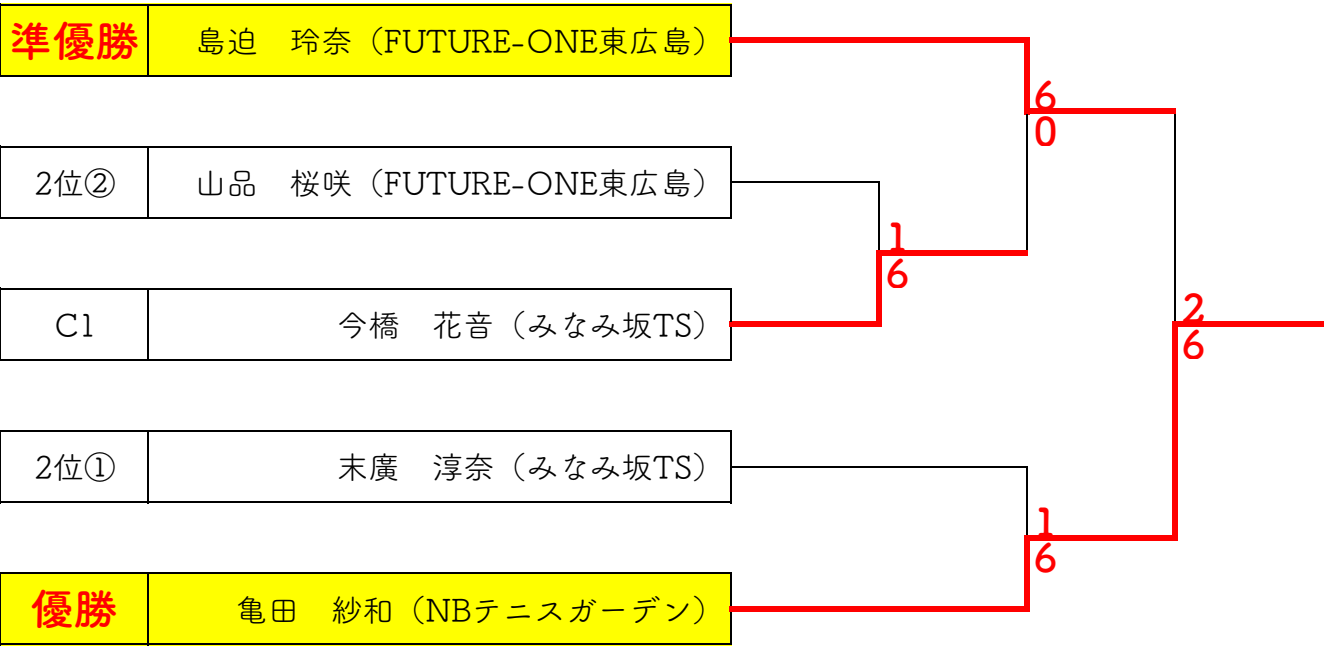 準優勝 島迫 玲奈（FUTURE-ONE東広島）
6
0
2位② 山品 桜咲（FUTURE-ONE東広島）
1
6
C1 今橋 花音（みなみ坂TS）
2
6
2位① 末廣 淳奈（みなみ坂TS）
1
6
優勝 亀田 紗和（NBテニスガーデン）